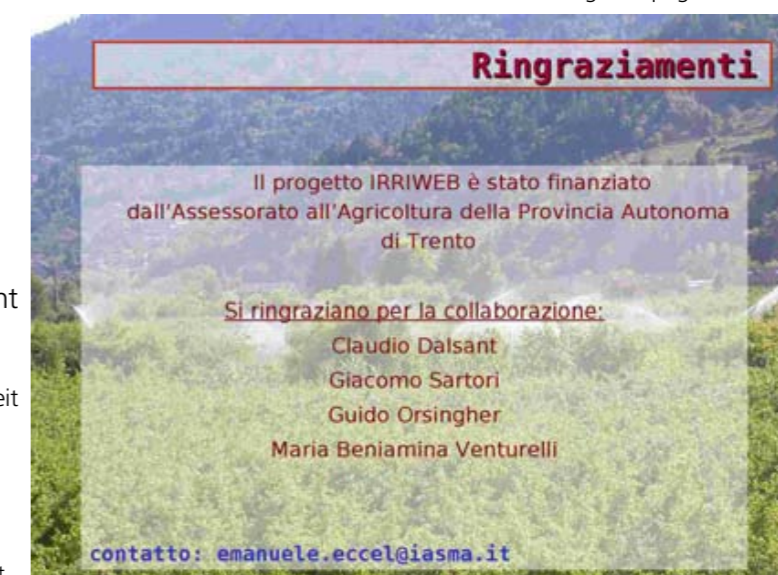 Ringraziamenti
Il progetto IRRIWEB è stato finanziato
dall'Assessorato all'Agricoltura della Provincia Autonoma
di Trento
Si ringraziano per la collaborazione:
Claudio Dalsant
Giacomo Sartori
Guido Orsingher
Maria Beniamina Venturelli
contatto: emanuele.eccel@iasma.it